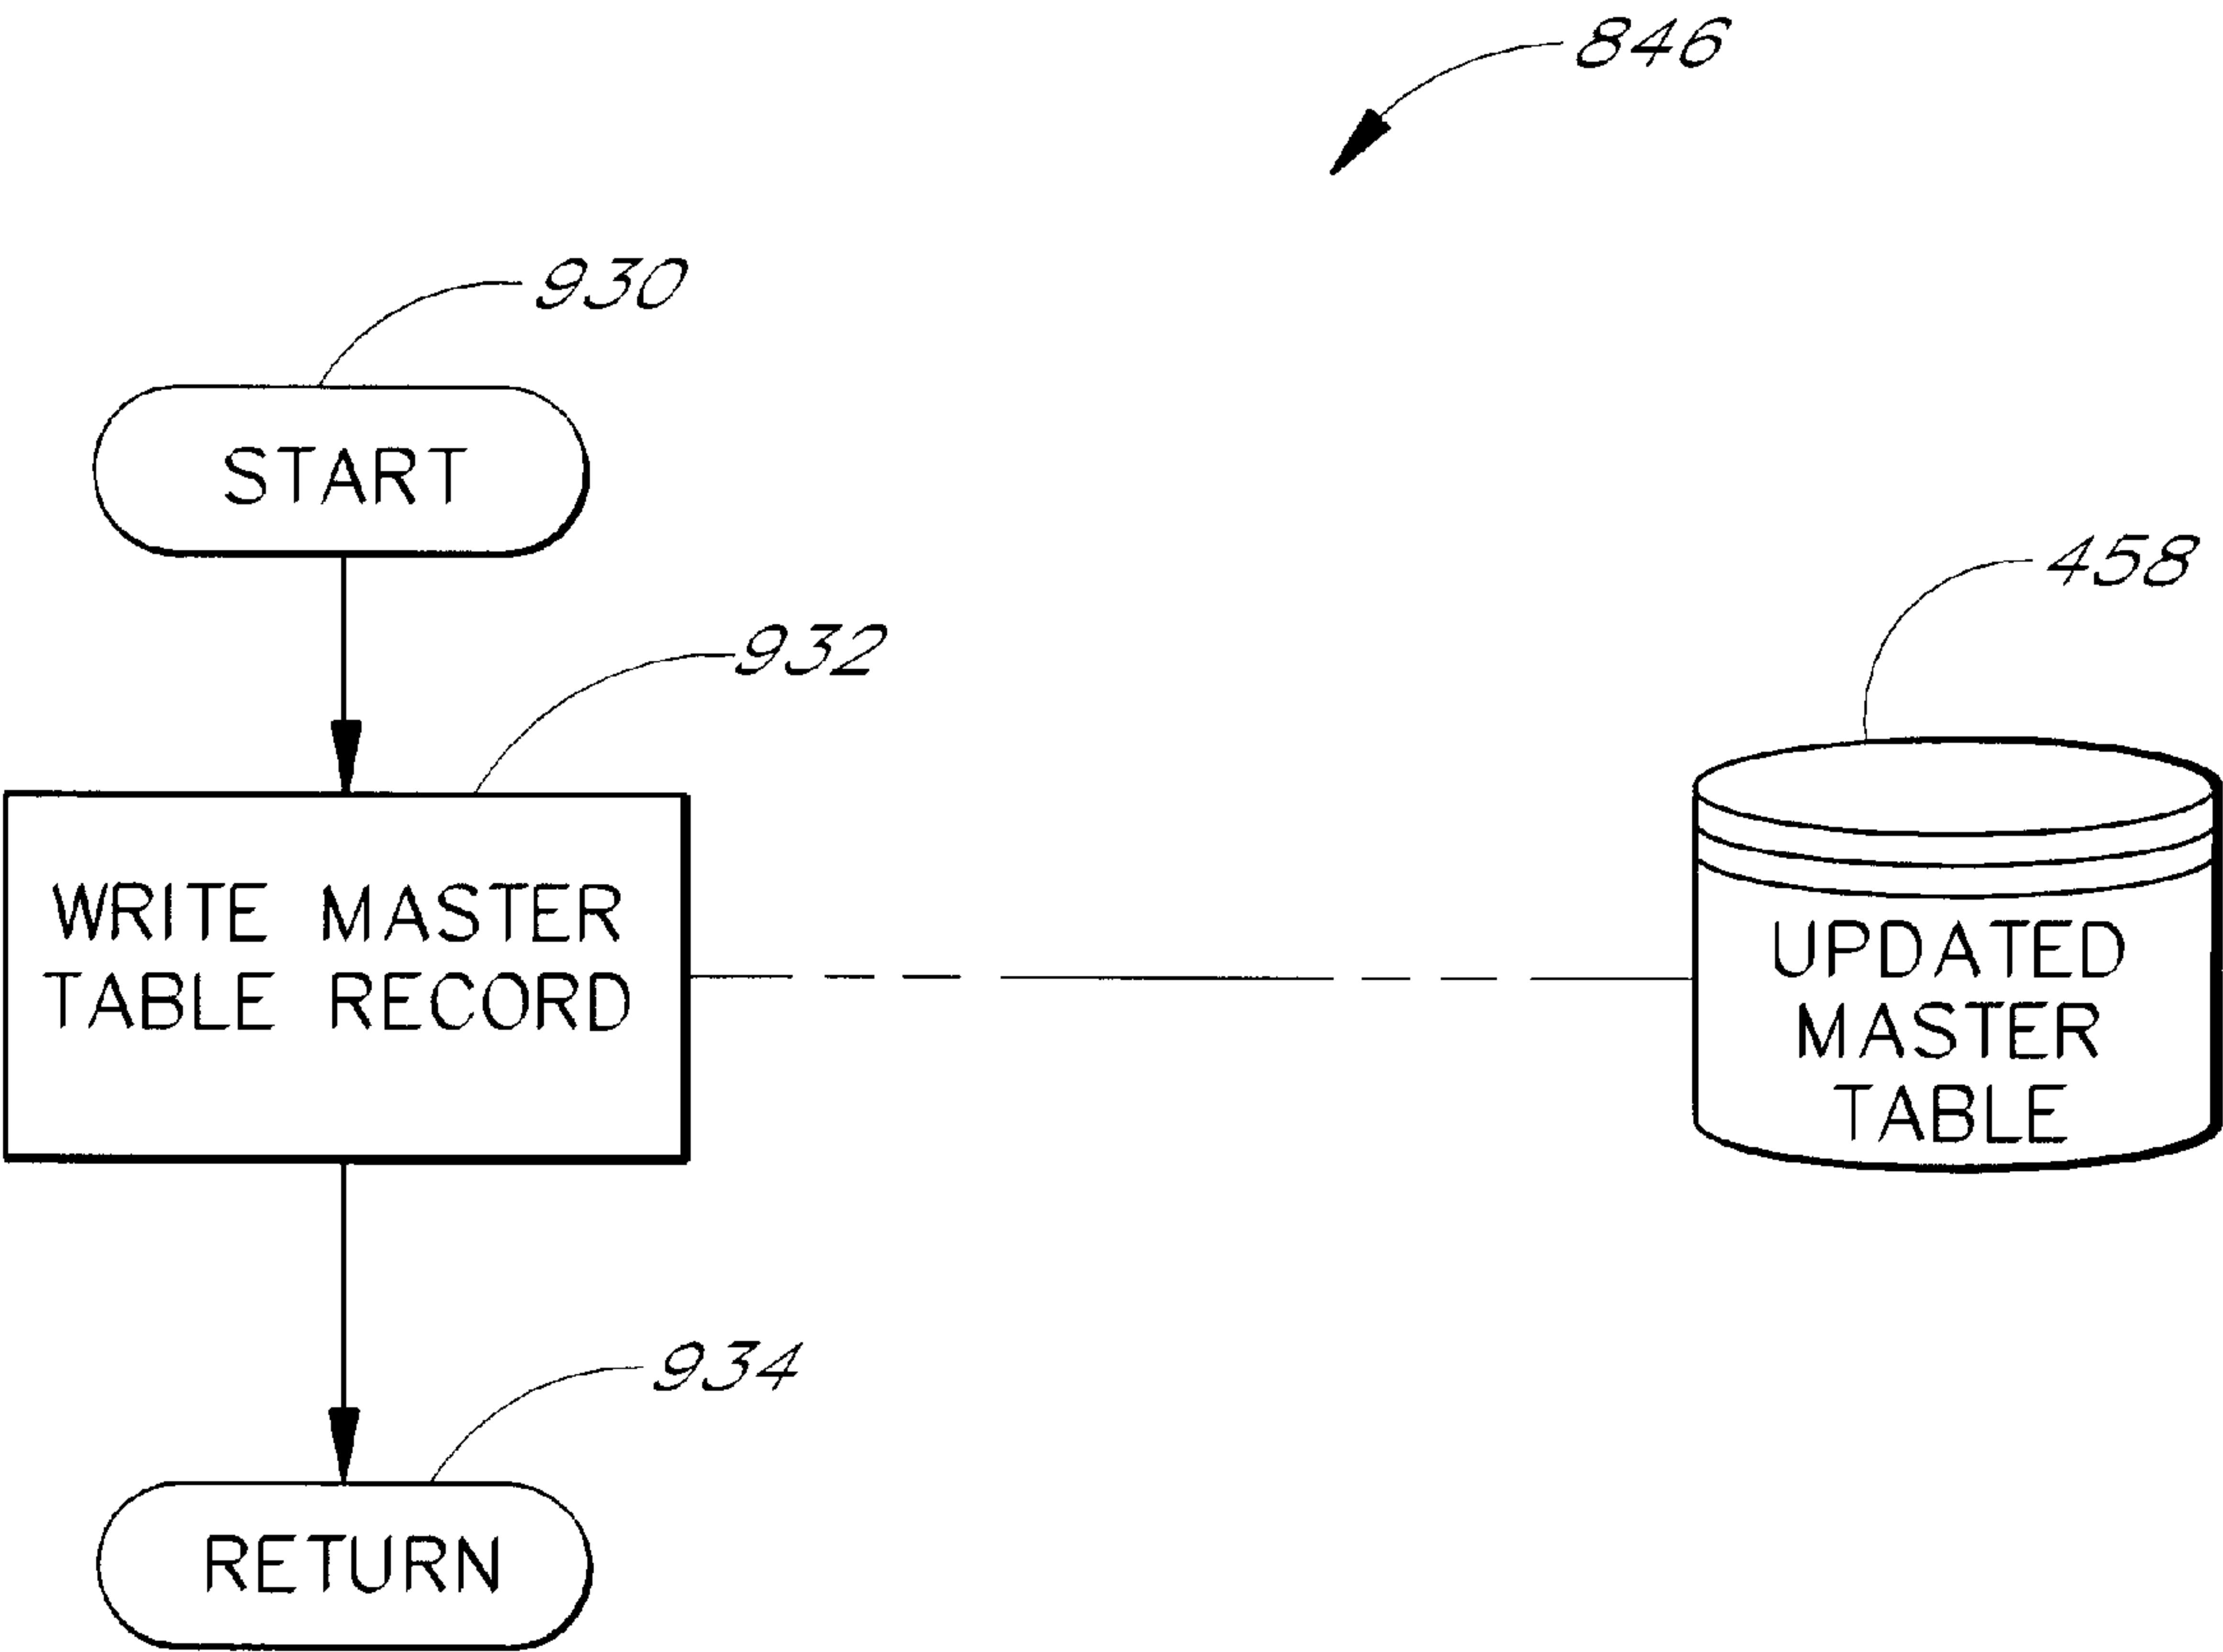 846
930
START
458
932
WRITE MASTER
TABLE RECORD
UPDATED
MASTER
TABLE
934
RETURN